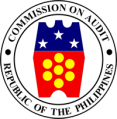 COMMISSION ON AUDIT
REPUBLIC OF THE PHILIPPINES